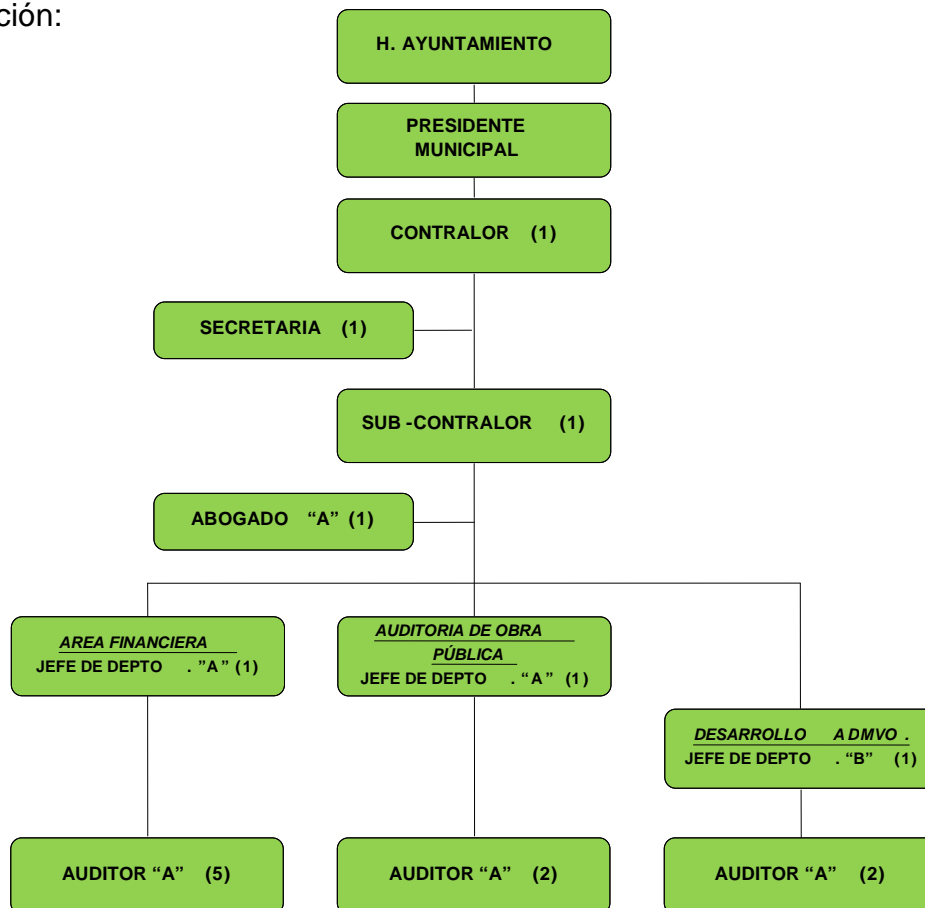 ción:
H. AYUNTAMIENTO
PRESIDENTE
MUNICIPAL
CONTRALOR (1)
SECRETARIA (1)
SUB -CONTRALOR (1)
ABOGADO “A” (1)
AREA FINANCIERA
JEFE DE DEPTO . ”A” (1)
AUDITORIA DE OBRA
PÚBLICA
JEFE DE DEPTO . “A” (1)
DESARROLLO ADMVO .
JEFE DE DEPTO . “B” (1)
AUDITOR “A” (5)
AUDITOR “A” (2)
AUDITOR “A” (2)